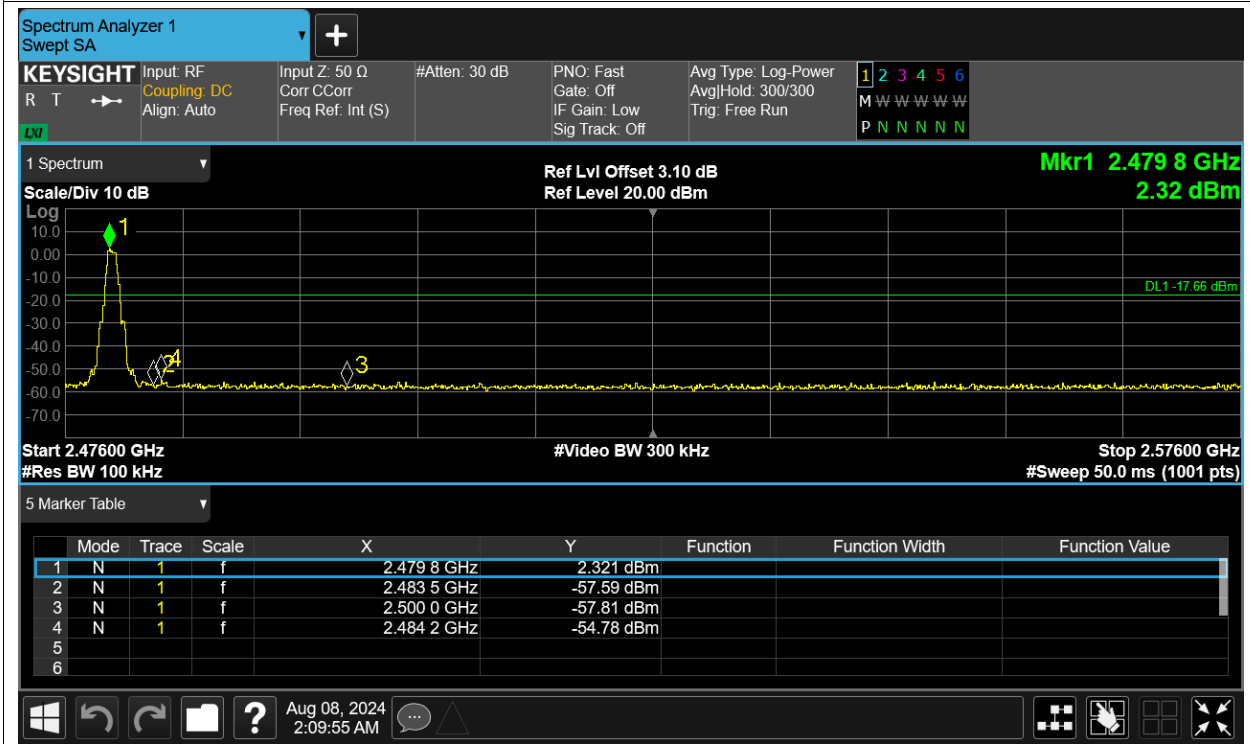 Spectrum Analyzer 1
Swept SA
+
KEYSIGHT
R T
LXI
Input: RF
Coupling: DC
Align: Auto
Input Z: 50 Ω
Corr CCorr
Freq Ref: Int (S)
#Atten: 30 dB
PNO: Fast
Gate: Off
IF Gain: Low
Sig Track: Off
Avg Type: Log-Power
Avg|Hold: 300/300
Trig: Free Run
1 2 3 4 5 6
M W W W W W
P N N N N N
1 Spectrum
Scale/Div 10 dB
Ref Lvl Offset 3.10 dB
Ref Level 20.00 dBm
Mkr1 2.479 8 GHz
2.32 dBm
Log
10.0
0.00
-10.0
-20.0
-30.0
-40.0
-50.0
-60.0
-70.0
1
2
4
3
DL1 -17.66 dBm
Start 2.47600 GHz
#Video BW 300 kHz
Stop 2.57600 GHz
#Res BW 100 kHz
#Sweep 50.0 ms (1001 pts)
5 Marker Table
Mode Trace Scale X Y Function Function Width Function Value
1 N 1 f 2.479 8 GHz 2.321 dBm
2 N 1 f 2.483 5 GHz -57.59 dBm
3 N 1 f 2.500 0 GHz -57.81 dBm
4 N 1 f 2.484 2 GHz -54.78 dBm
5
6
?
Aug 08, 2024
2:09:55 AM